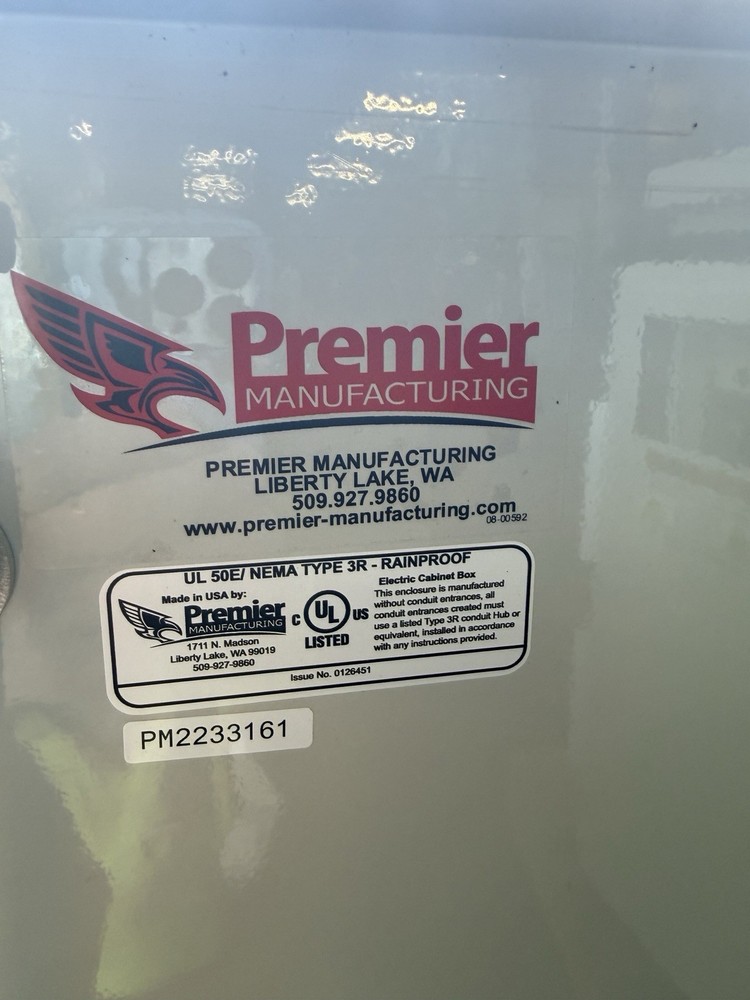 Premier
MANUFACTURING
PREMIER MANUFACTURING
LIBERTY LAKE, WA
509.927.9860
www.premier-manufacturing.com
08-00592
UL 50E/ NEMA TYPE 3R - RAINPROOF
Made in USA by:
Premier
MANUFACTURING
1711 N. Madson
Liberty Lake, WA 99019
509-927-9860
C UL US
LISTED
Electric Cabinet Box
This enclosure is manufactured
without conduit entrances, all
conduit entrances created must
use a listed Type 3R conduit Hub or
equivalent, installed in accordance
with any instructions provided.
Issue No. 0126451
PM2233161